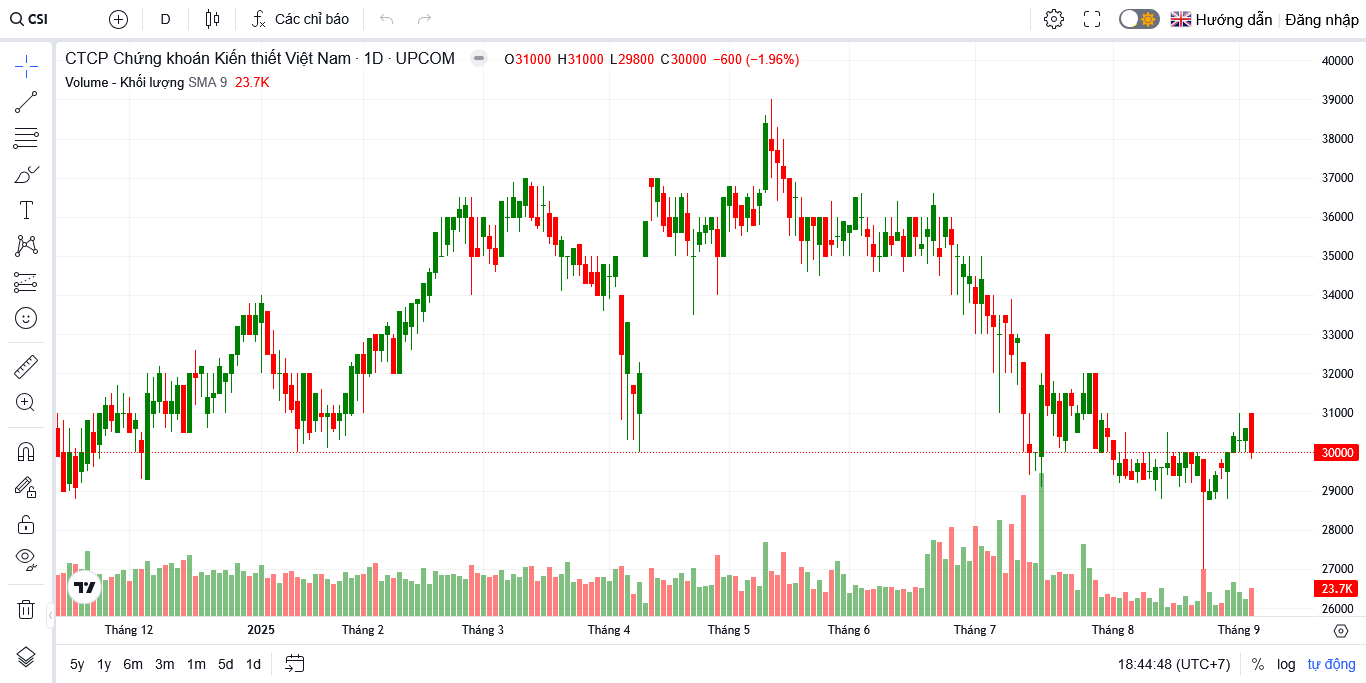 CSI D Các chỉ báo Hướng dẫn Đăng nhập
CTCP Chứng khoán Kiến thiết Việt Nam · 1D · UPCOM O31000 H31000 L29800 C30000 −600 (−1.96%)
Volume - Khối lượng SMA 9 23.7K
40000
39000
38000
37000
36000
35000
34000
33000
32000
31000
30000
29000
28000
27000
23.7K
26000
Tháng 12 2025 Tháng 2 Tháng 3 Tháng 4 Tháng 5 Tháng 6 Tháng 7 Tháng 8 Tháng 9
5y 1y 6m 3m 1m 5d 1d 18:44:48 (UTC+7) % log tự động